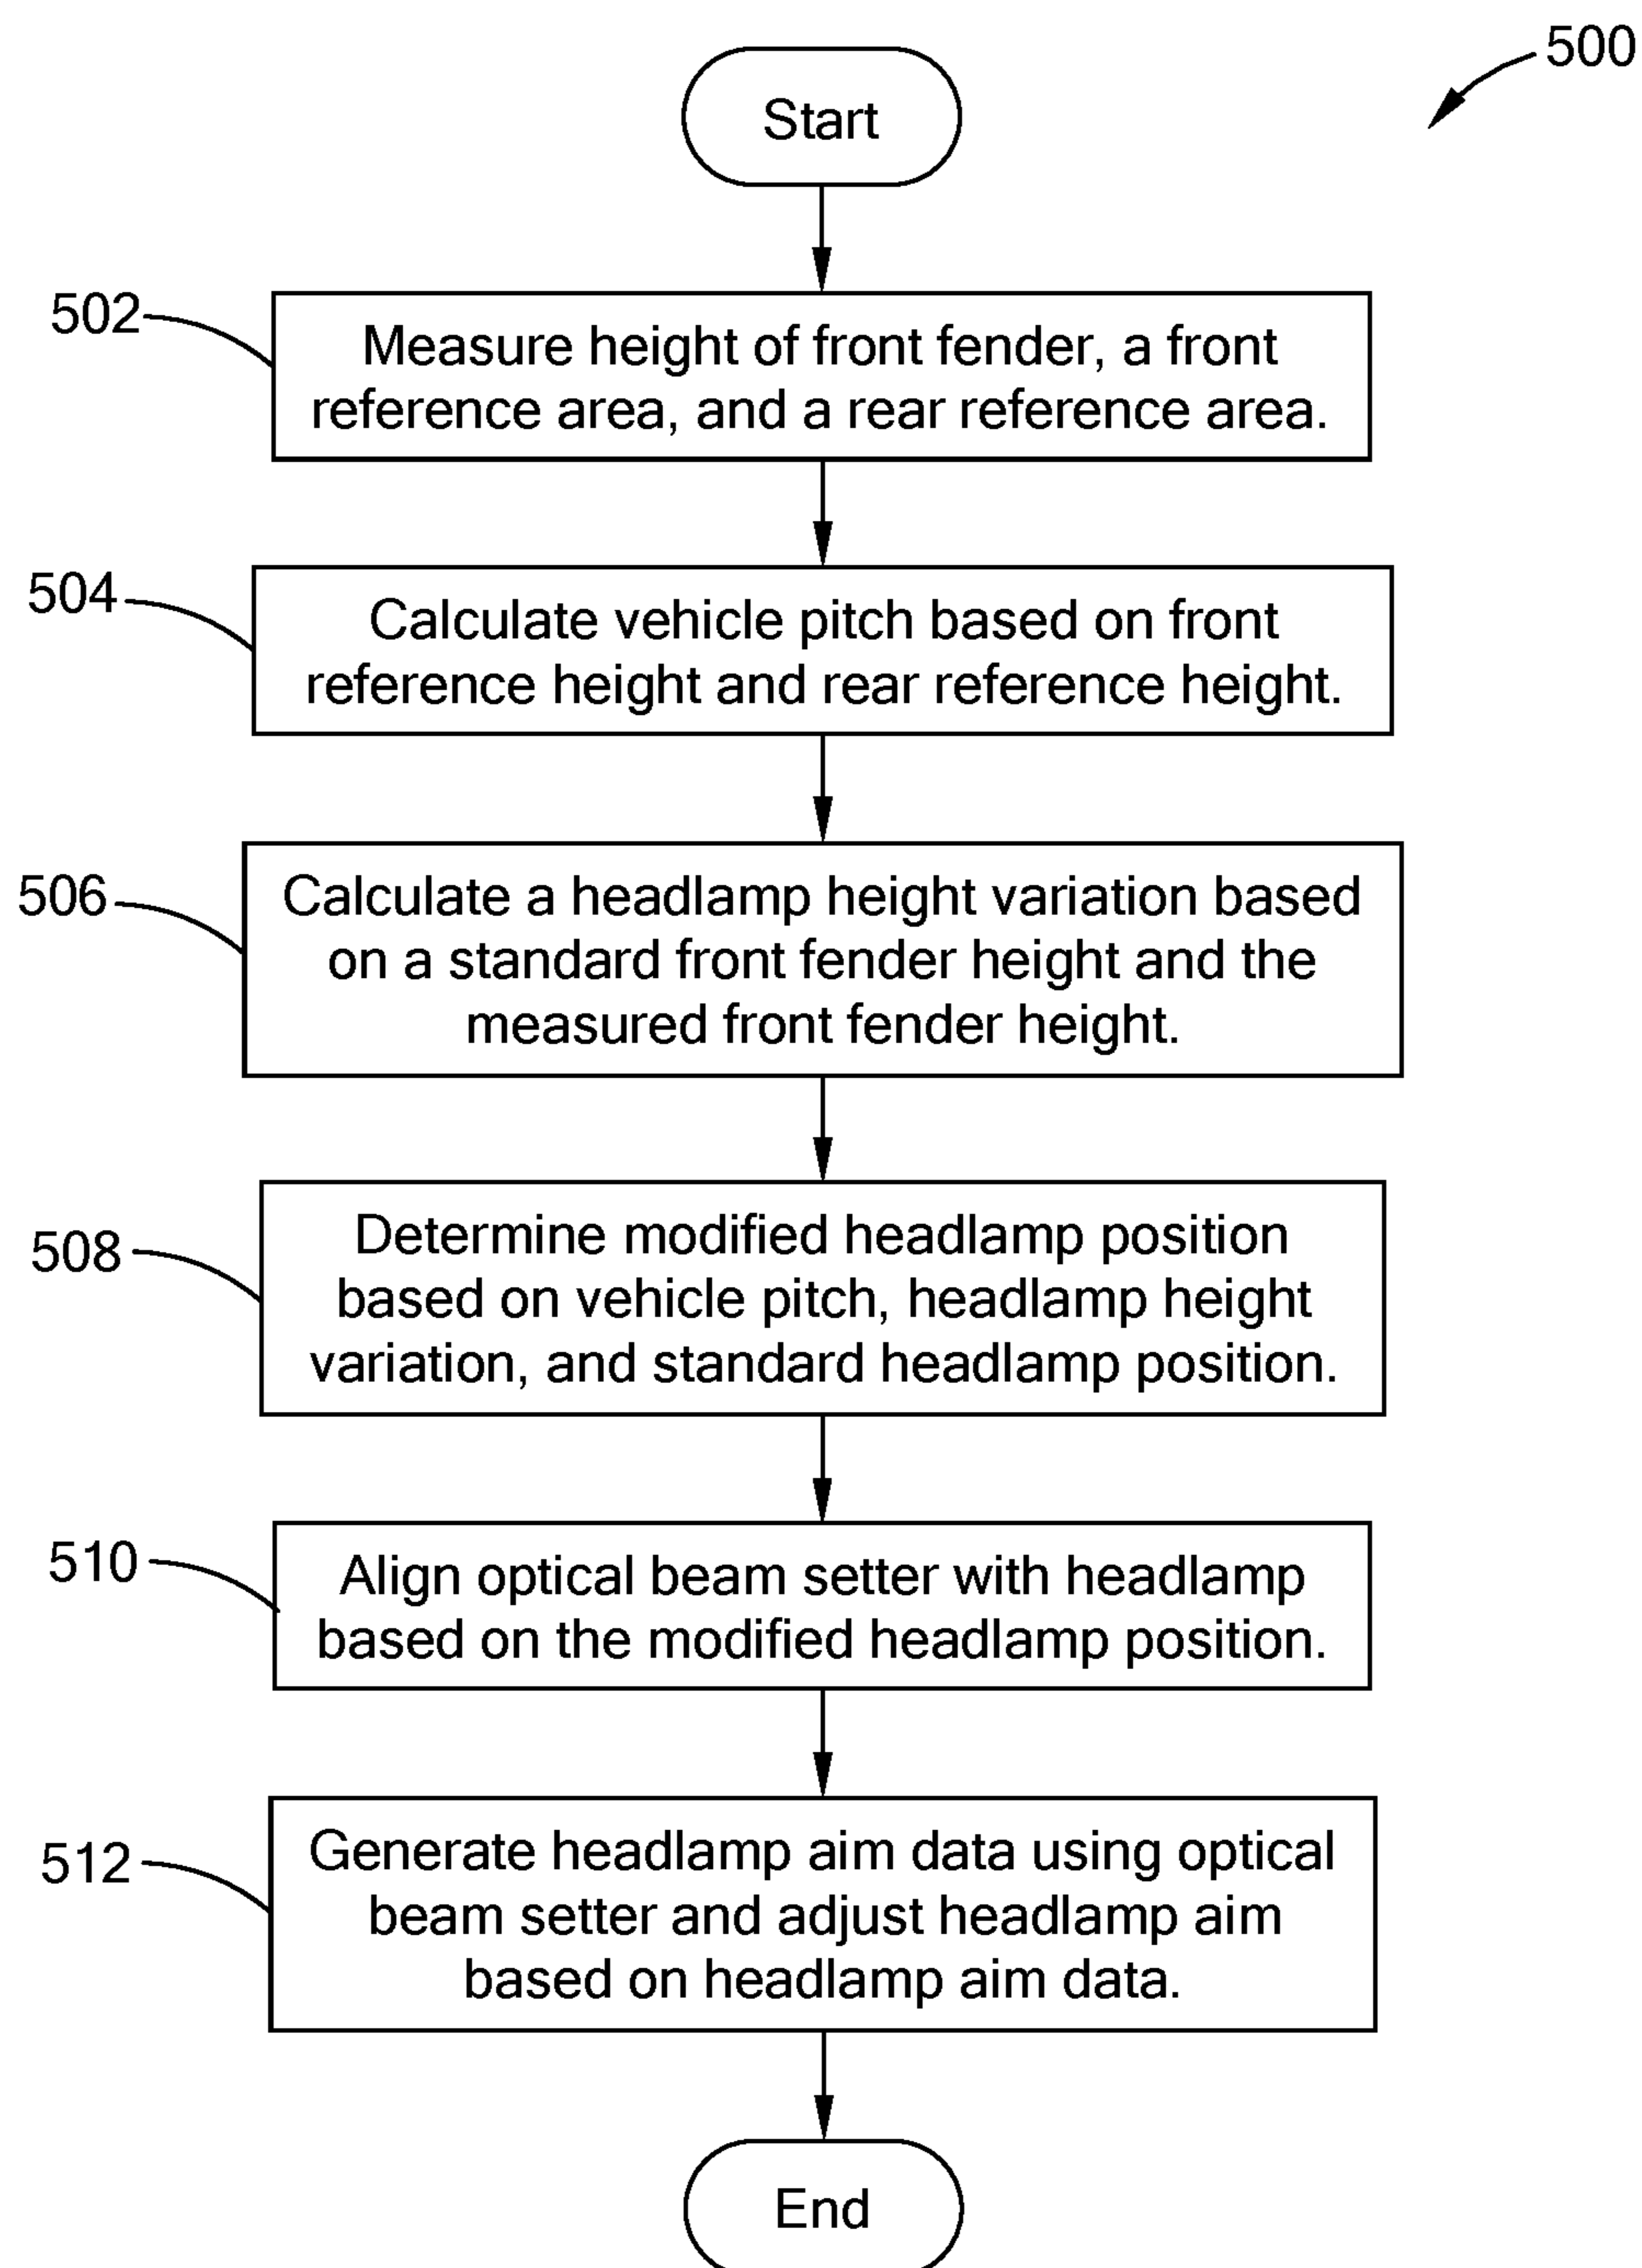 500
Start
502
Measure height of front fender, a front
reference area, and a rear reference area.
504
Calculate vehicle pitch based on front
reference height and rear reference height.
506
Calculate a headlamp height variation based
on a standard front fender height and the
measured front fender height.
508
Determine modified headlamp position
based on vehicle pitch, headlamp height
variation, and standard headlamp position.
510
Align optical beam setter with headlamp
based on the modified headlamp position.
512
Generate headlamp aim data using optical
beam setter and adjust headlamp aim
based on headlamp aim data.
End